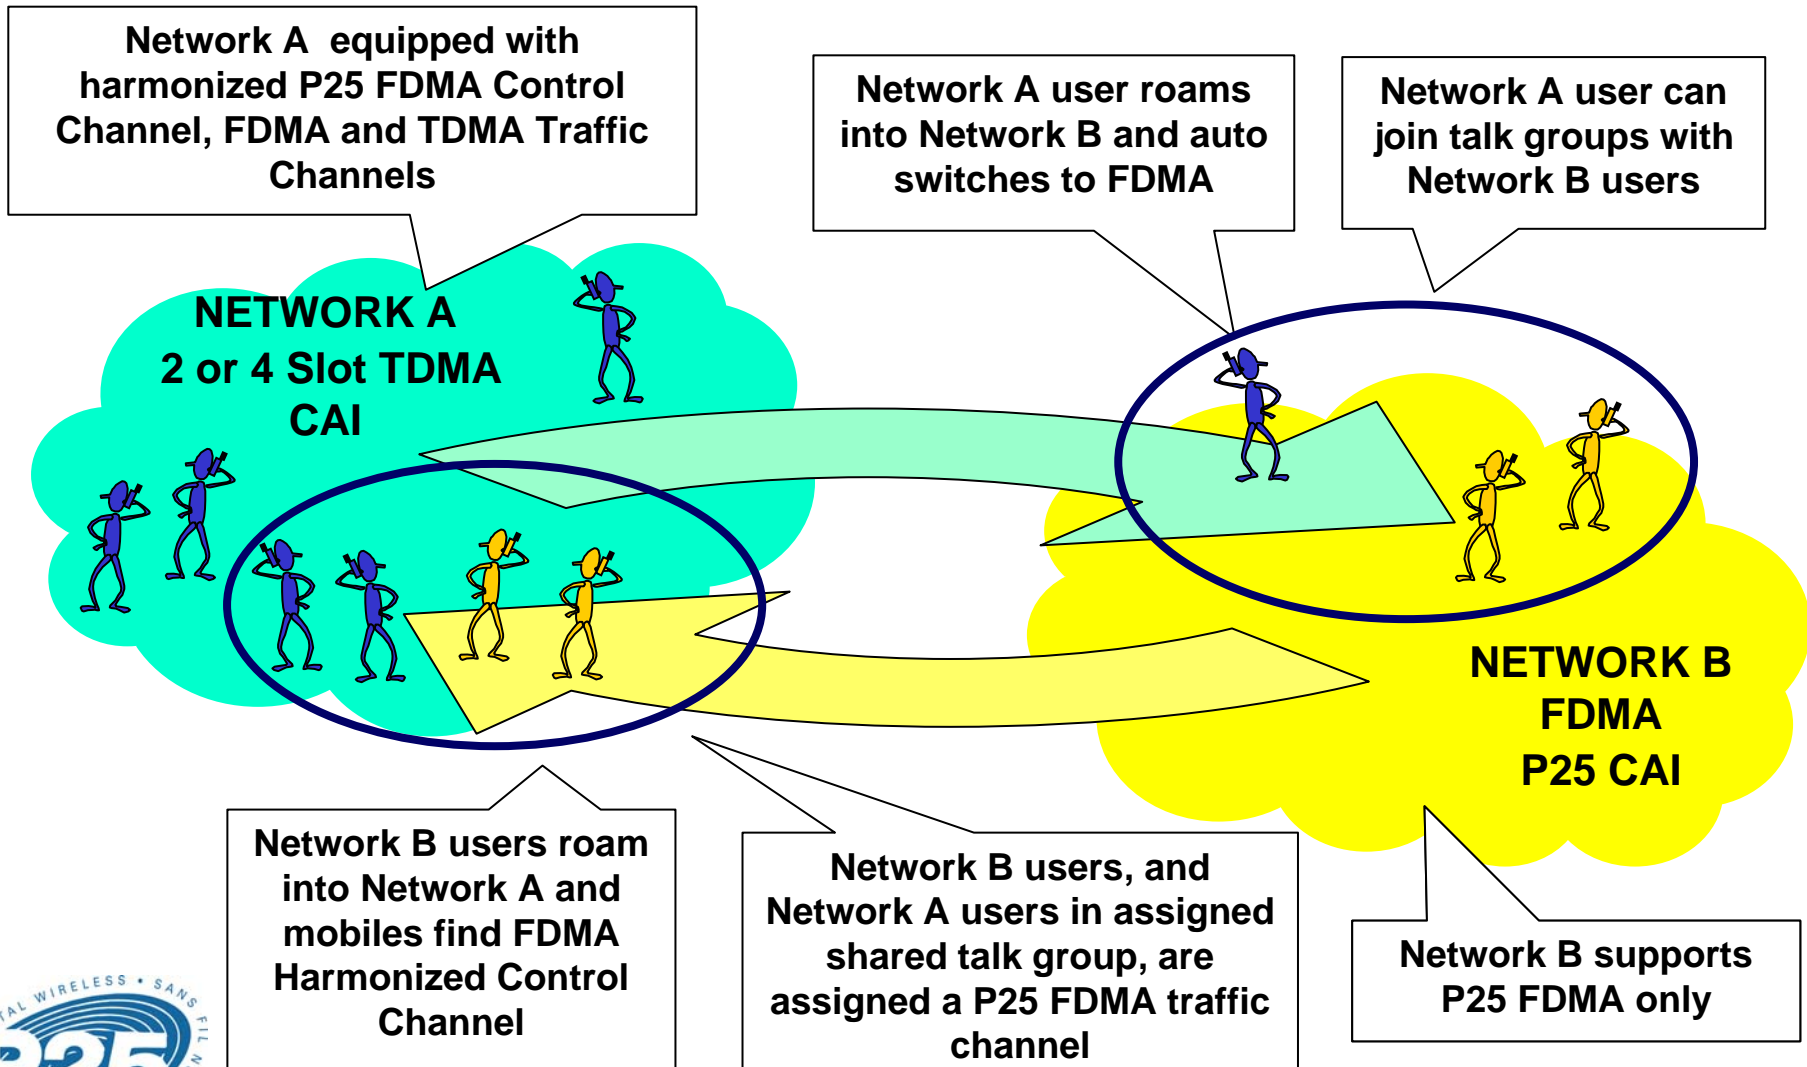 Network A equipped with
harmonized P25 FDMA Control
Channel, FDMA and TDMA Traffic
Channels
Network A user roams
into Network B and auto
switches to FDMA
Network A user can
join talk groups with
Network B users
NETWORK A
2 or 4 Slot TDMA
CAI
NETWORK B
FDMA
P25 CAI
Network B users roam
into Network A and
mobiles find FDMA
Harmonized Control
Channel
Network B users, and
Network A users in assigned
shared talk group, are
assigned a P25 FDMA traffic
channel
Network B supports
P25 FDMA only
WIRELESS • SANS FIL
P25